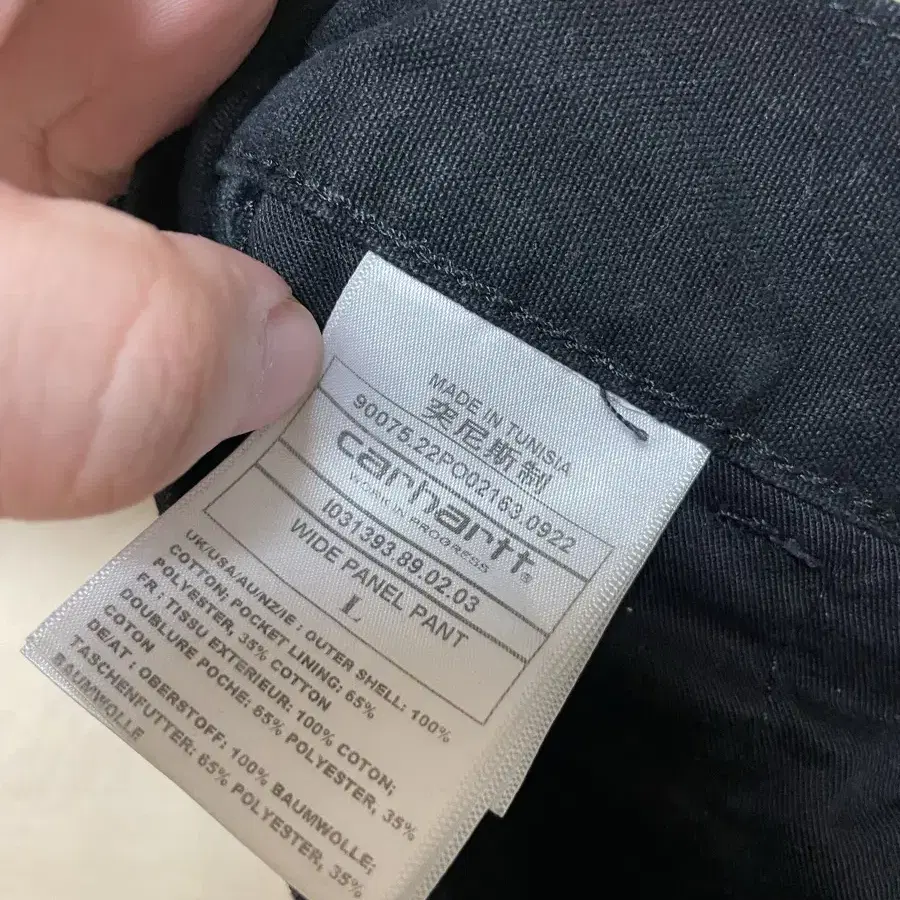 MADE IN TUNISIA
突尼斯制
90075.22PO02163.0922
carhartt®
WORK IN PROGRESS
I031393.89.02.03
WIDE PANEL PANT
L
UK/USA/AU/NZ/IE: OUTER SHELL: 100%
COTTON; POCKET LINING: 65%
POLYESTER, 35% COTTON
FR : TISSU EXTERIEUR: 100% COTON;
DOUBLURE POCHE: 65% POLYESTER, 35%
COTON
DE/AT : OBERSTOFF: 100% BAUMWOLLE;
TASCHENFUTTER: 65% POLYESTER, 35%
BAUMWOLLE